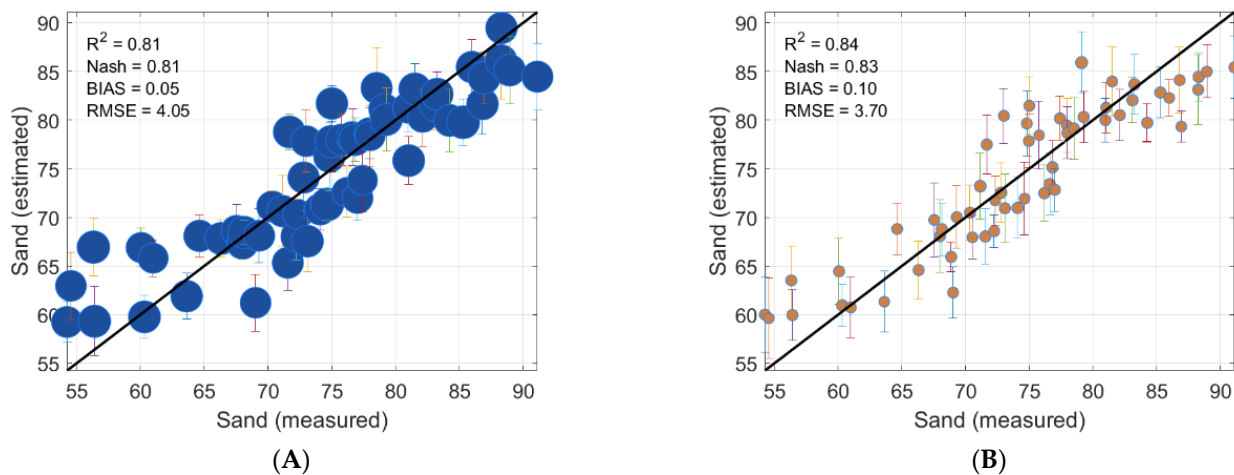 90
85
80
75
70
65
60
55
R² = 0.81
Nash = 0.81
BIAS = 0.05
RMSE = 4.05
Sand (estimated)
60 65 70 75 80 85 90
Sand (measured)
(A)
90
85
80
75
70
65
60
55
R² = 0.84
Nash = 0.83
BIAS = 0.10
RMSE = 3.70
Sand (estimated)
55 60 65 70 75 80 85 90
Sand (measured)
(B)